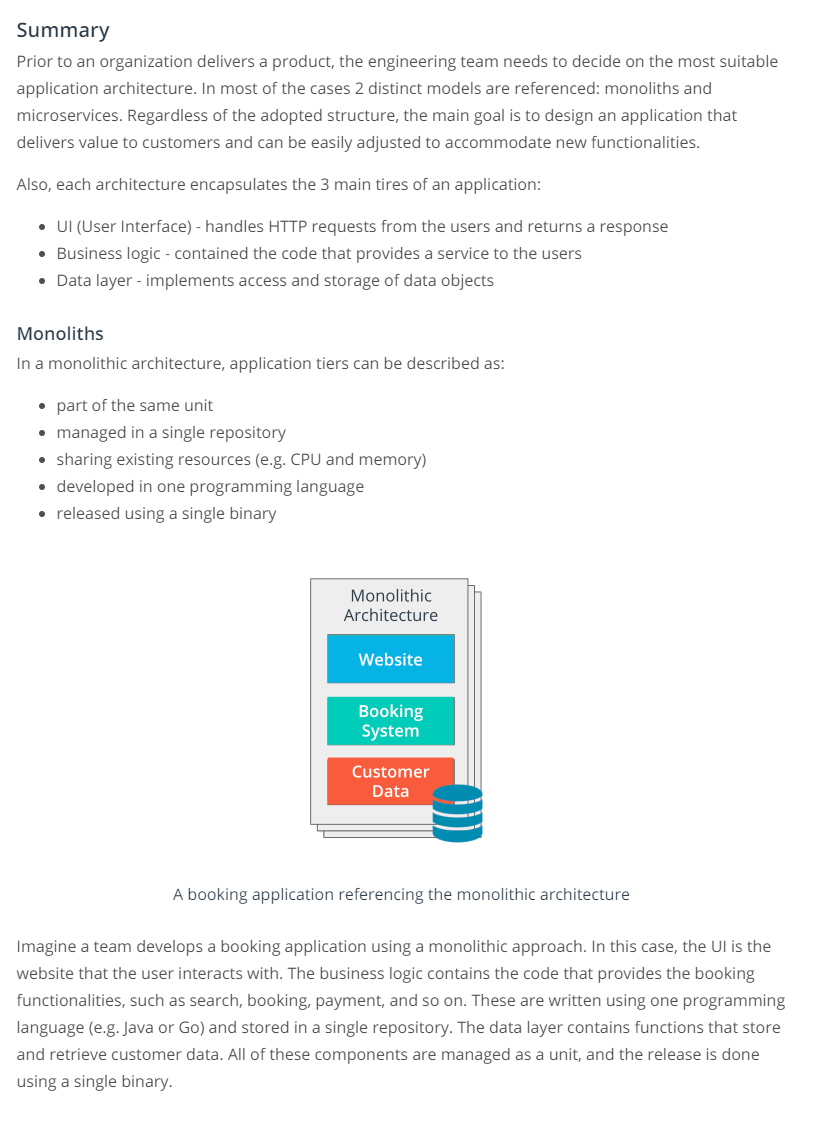 Summary
Prior to an organization delivers a product, the engineering team needs to decide on the most suitable
application architecture. In most of the cases 2 distinct models are referenced: monoliths and
microservices. Regardless of the adopted structure, the main goal is to design an application that
delivers value to customers and can be easily adjusted to accommodate new functionalities.
Also, each architecture encapsulates the 3 main tires of an application:
• UI (User Interface) - handles HTTP requests from the users and returns a response
• Business logic - contained the code that provides a service to the users
• Data layer - implements access and storage of data objects
Monoliths
In a monolithic architecture, application tiers can be described as:
• part of the same unit
• managed in a single repository
• sharing existing resources (e.g. CPU and memory)
• developed in one programming language
• released using a single binary
Monolithic
Architecture
Website
Booking
System
Customer
Data
A booking application referencing the monolithic architecture
Imagine a team develops a booking application using a monolithic approach. In this case, the UI is the
website that the user interacts with. The business logic contains the code that provides the booking
functionalities, such as search, booking, payment, and so on. These are written using one programming
language (e.g. Java or Go) and stored in a single repository. The data layer contains functions that store
and retrieve customer data. All of these components are managed as a unit, and the release is done
using a single binary.